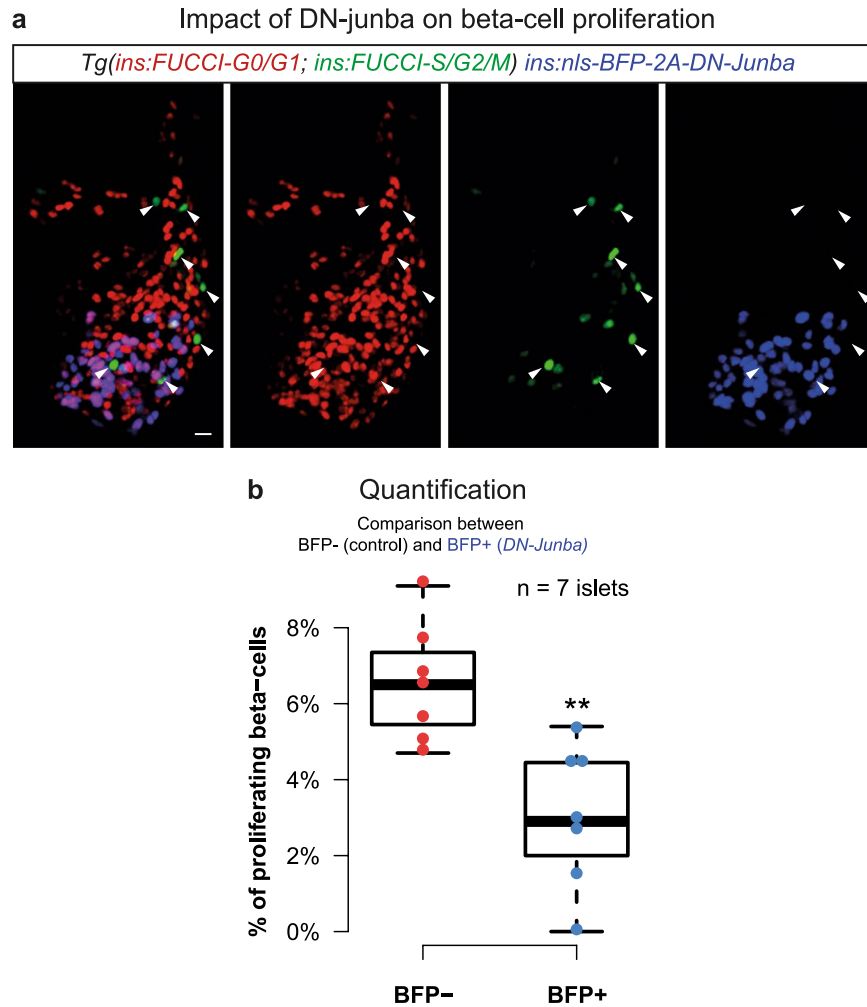 a Impact of DN-junba on beta-cell proliferation
Tg(ins:FUCCI-G0/G1; ins:FUCCI-S/G2/M) ins:nls-BFP-2A-DN-Junba
b Quantification
Comparison between
BFP- (control) and BFP+ (DN-Junba)
n = 7 islets
% of proliferating beta−cells
8%
6%
**
4%
2%
0%
BFP− BFP+